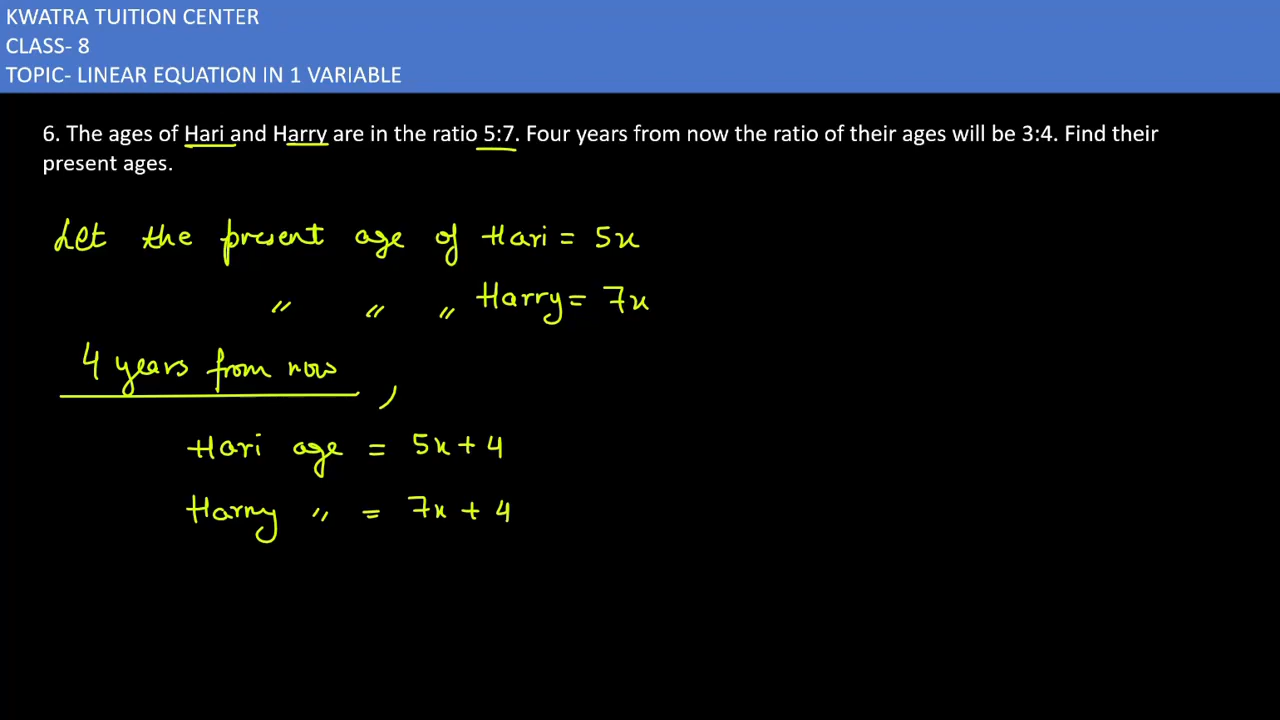 KWATRA TUITION CENTER
CLASS- 8
TOPIC- LINEAR EQUATION IN 1 VARIABLE
6. The ages of Hari and Harry are in the ratio 5:7. Four years from now the ratio of their ages will be 3:4. Find their
present ages.
Let the present age of Hari = 5x
" " " Harry = 7x
4 years from now,
Hari age = 5x + 4
Harry " = 7x + 4